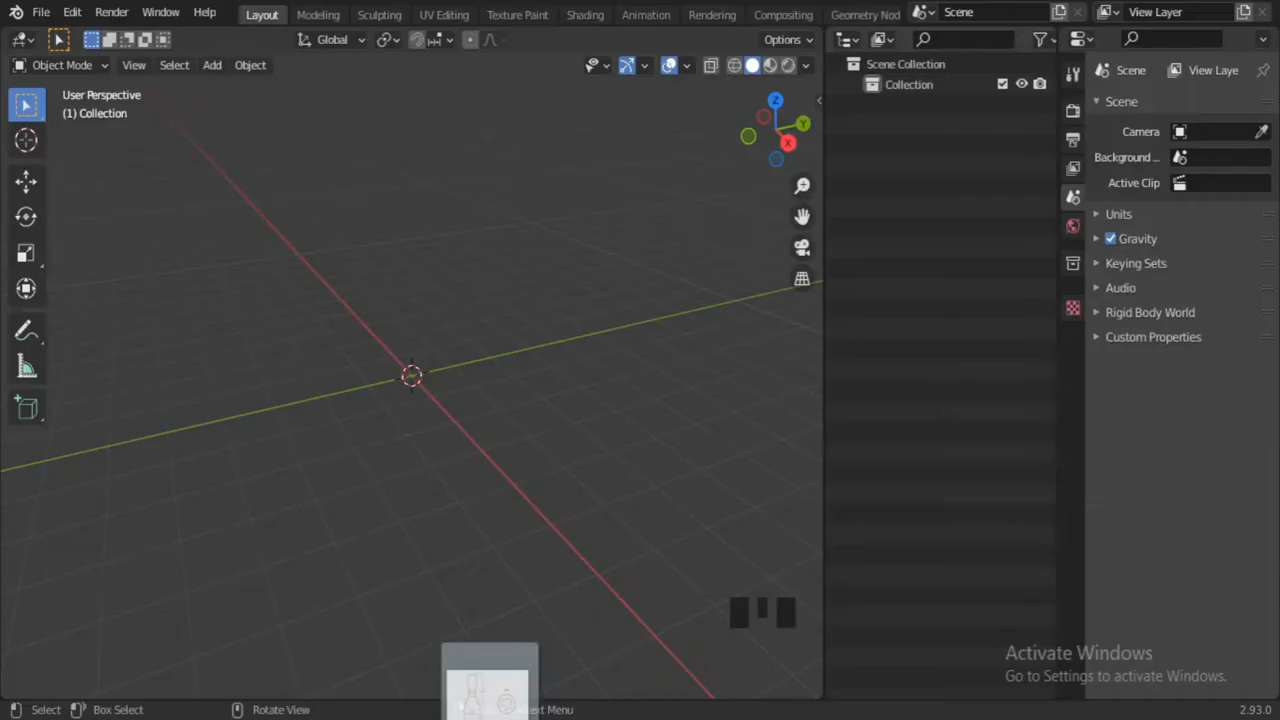 File Edit Render Window Help Layout Modeling Sculpting UV Editing Texture Paint Shading Animation Rendering Compositing Geometry Nod Scene View Layer
Global Options
Object Mode View Select Add Object
User Perspective
(1) Collection
Z
Y
X
Scene Collection
Collection
Scene View Laye
Scene
Camera
Background ...
Active Clip
Units
Gravity
Keying Sets
Audio
Rigid Body World
Custom Properties
Activate Windows
Go to Settings to activate Windows.
Select Box Select Rotate View ext Menu 2.93.0